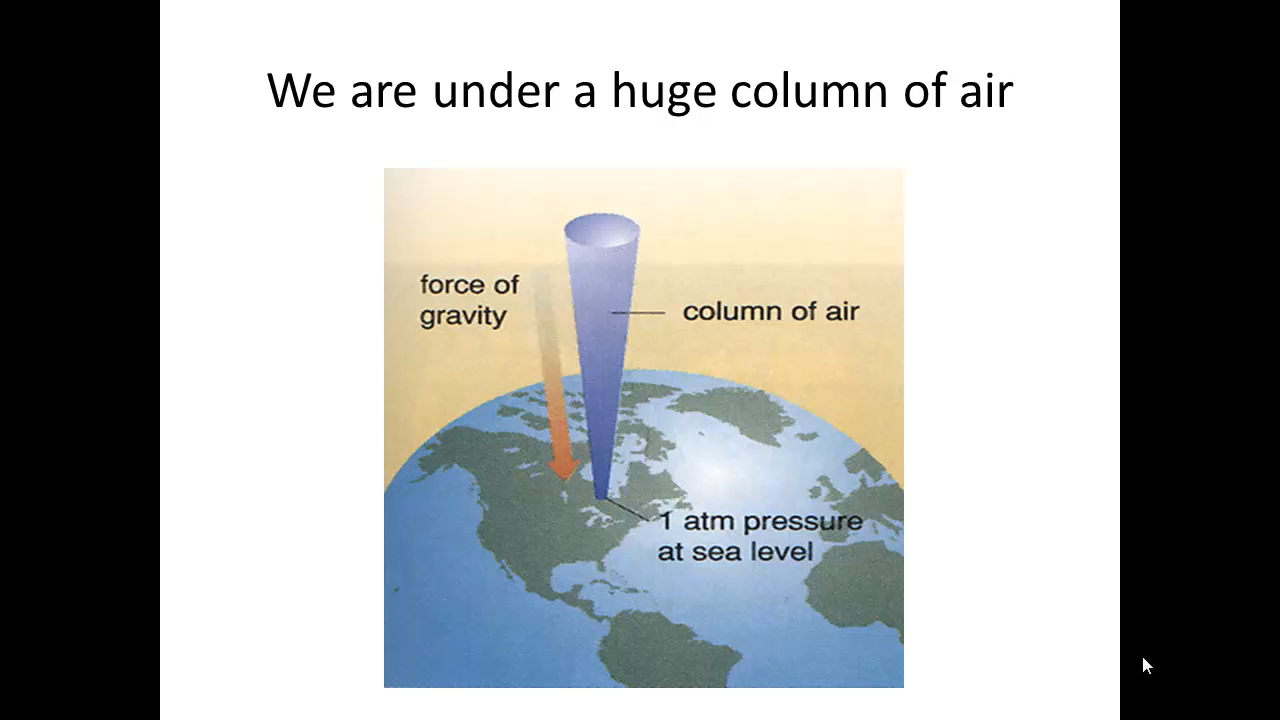 We are under a huge column of air
force of
gravity
column of air
1 atm pressure
at sea level